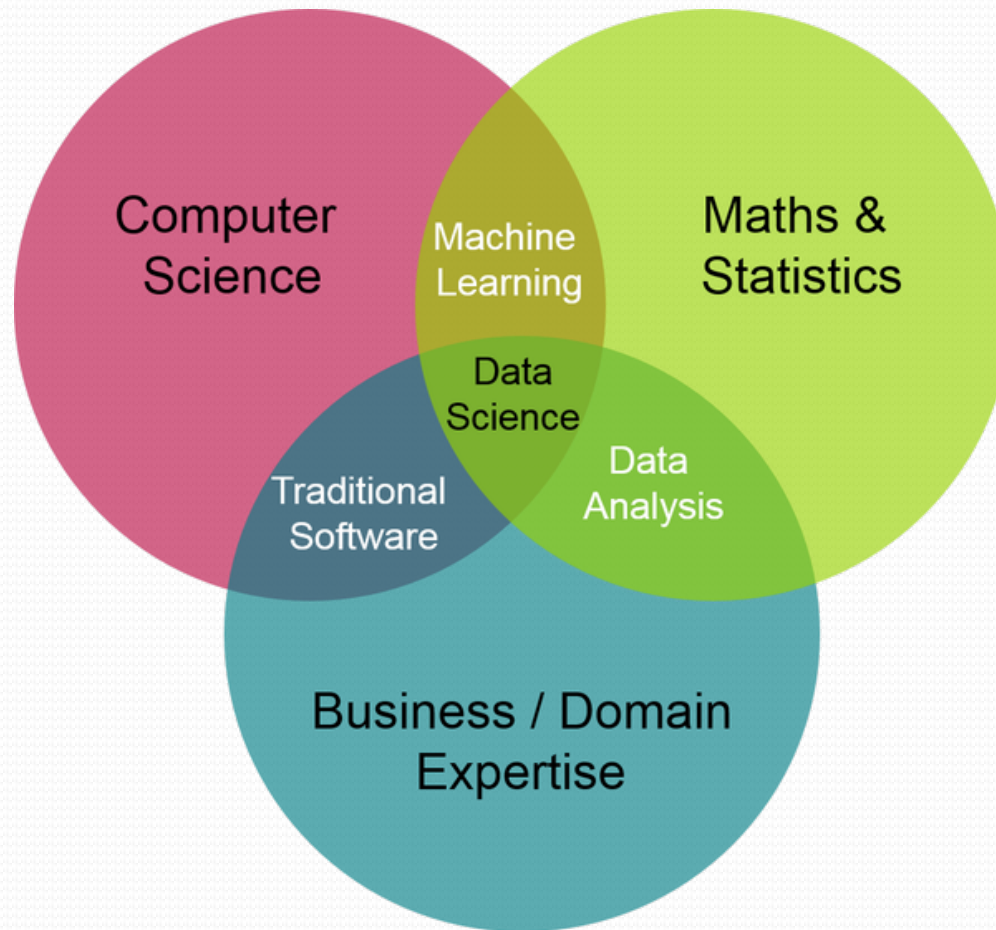 Computer
Science
Maths &
Statistics
Machine
Learning
Data
Science
Traditional
Software
Data
Analysis
Business / Domain
Expertise